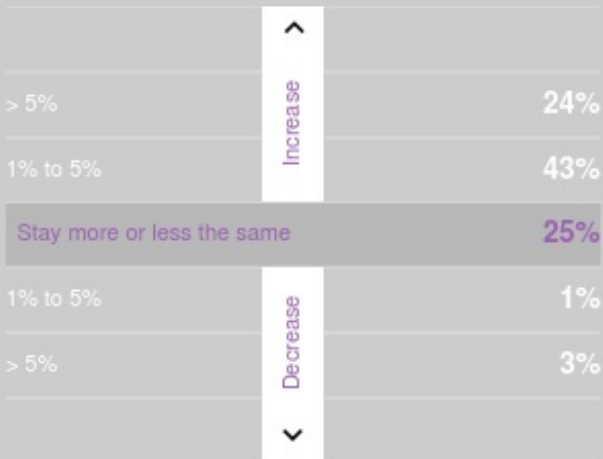 > 5% 24%
Increase
1% to 5% 43%
Stay more or less the same 25%
1% to 5% 1%
Decrease
> 5% 3%